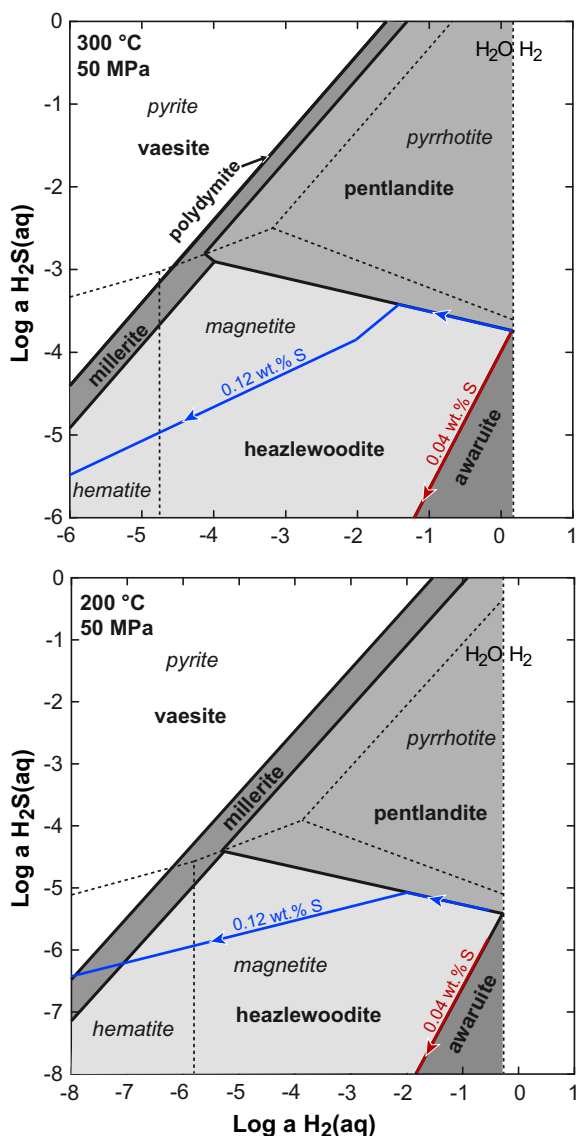 300 °C
50 MPa
H2O H2
pyrite
vaesite
polydymite
pyrrhotite
pentlandite
millerite
magnetite
0.12 wt.% S
heazlewoodite
0.04 wt.% S
awaruite
hematite
Log a H2S(aq)
0
-1
-2
-3
-4
-5
-6
-6 -5 -4 -3 -2 -1 0 1
200 °C
50 MPa
H2O H2
pyrite
vaesite
pyrrhotite
millerite
pentlandite
0.12 wt.% S
magnetite
heazlewoodite
hematite
0.04 wt.% S
awaruite
Log a H2S(aq)
0
-1
-2
-3
-4
-5
-6
-7
-8
-8 -7 -6 -5 -4 -3 -2 -1 0 1
Log a H2(aq)